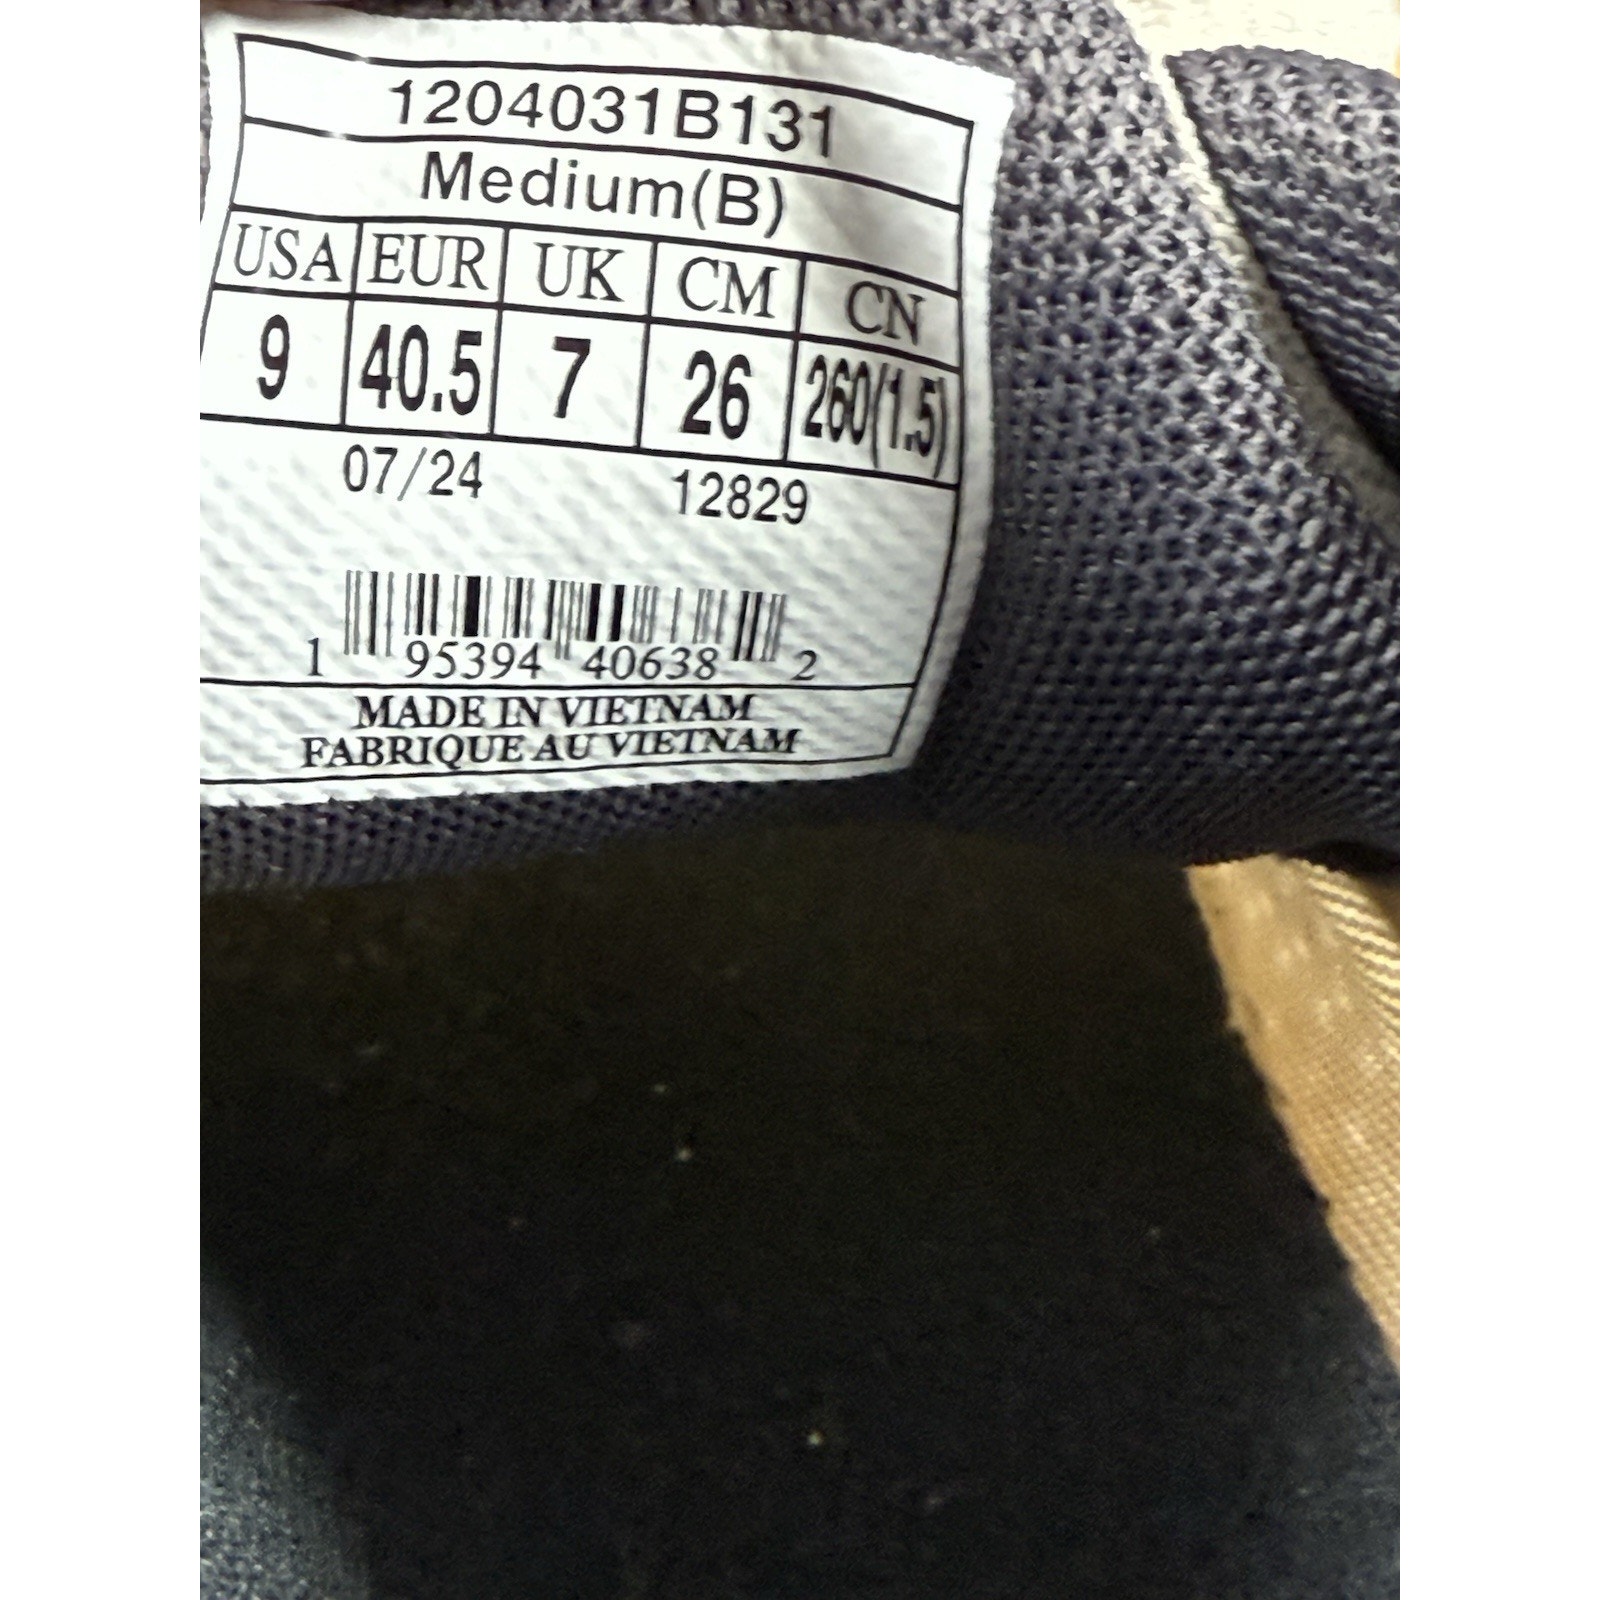 1204031B131
Medium(B)
USA EUR UK CM CN
9 40.5 7 26 260(1.5)
07/24 12829
1 95394 40638 2
MADE IN VIETNAM
FABRIQUE AU VIETNAM